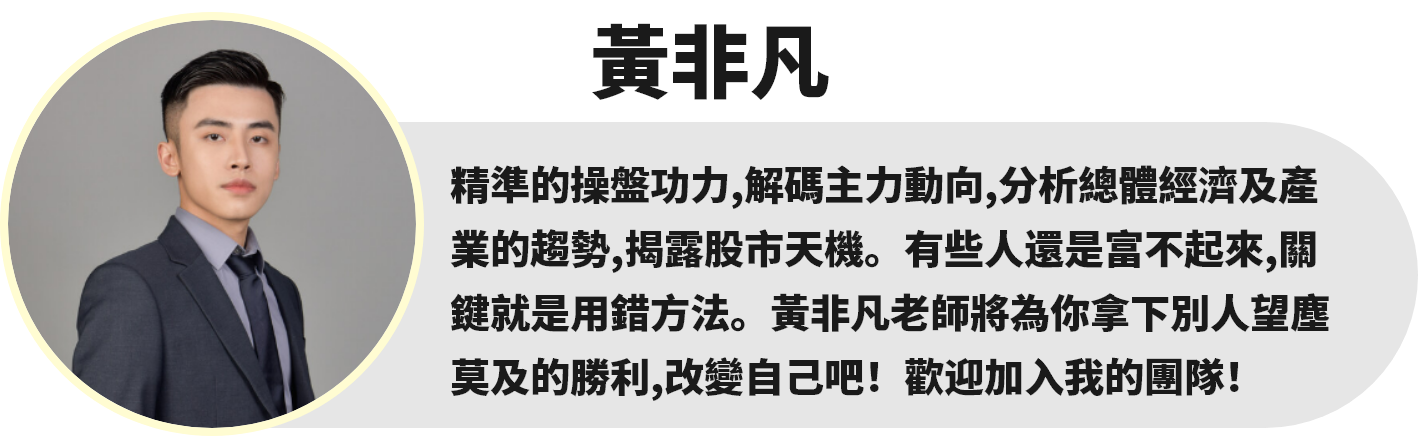 黃非凡
精準的操盤功力,解碼主力動向,分析總體經濟及產
業的趨勢,揭露股市天機。有些人還是富不起來,關
鍵就是用錯方法。黃非凡老師將為你拿下別人望塵
莫及的勝利,改變自己吧！歡迎加入我的團隊！